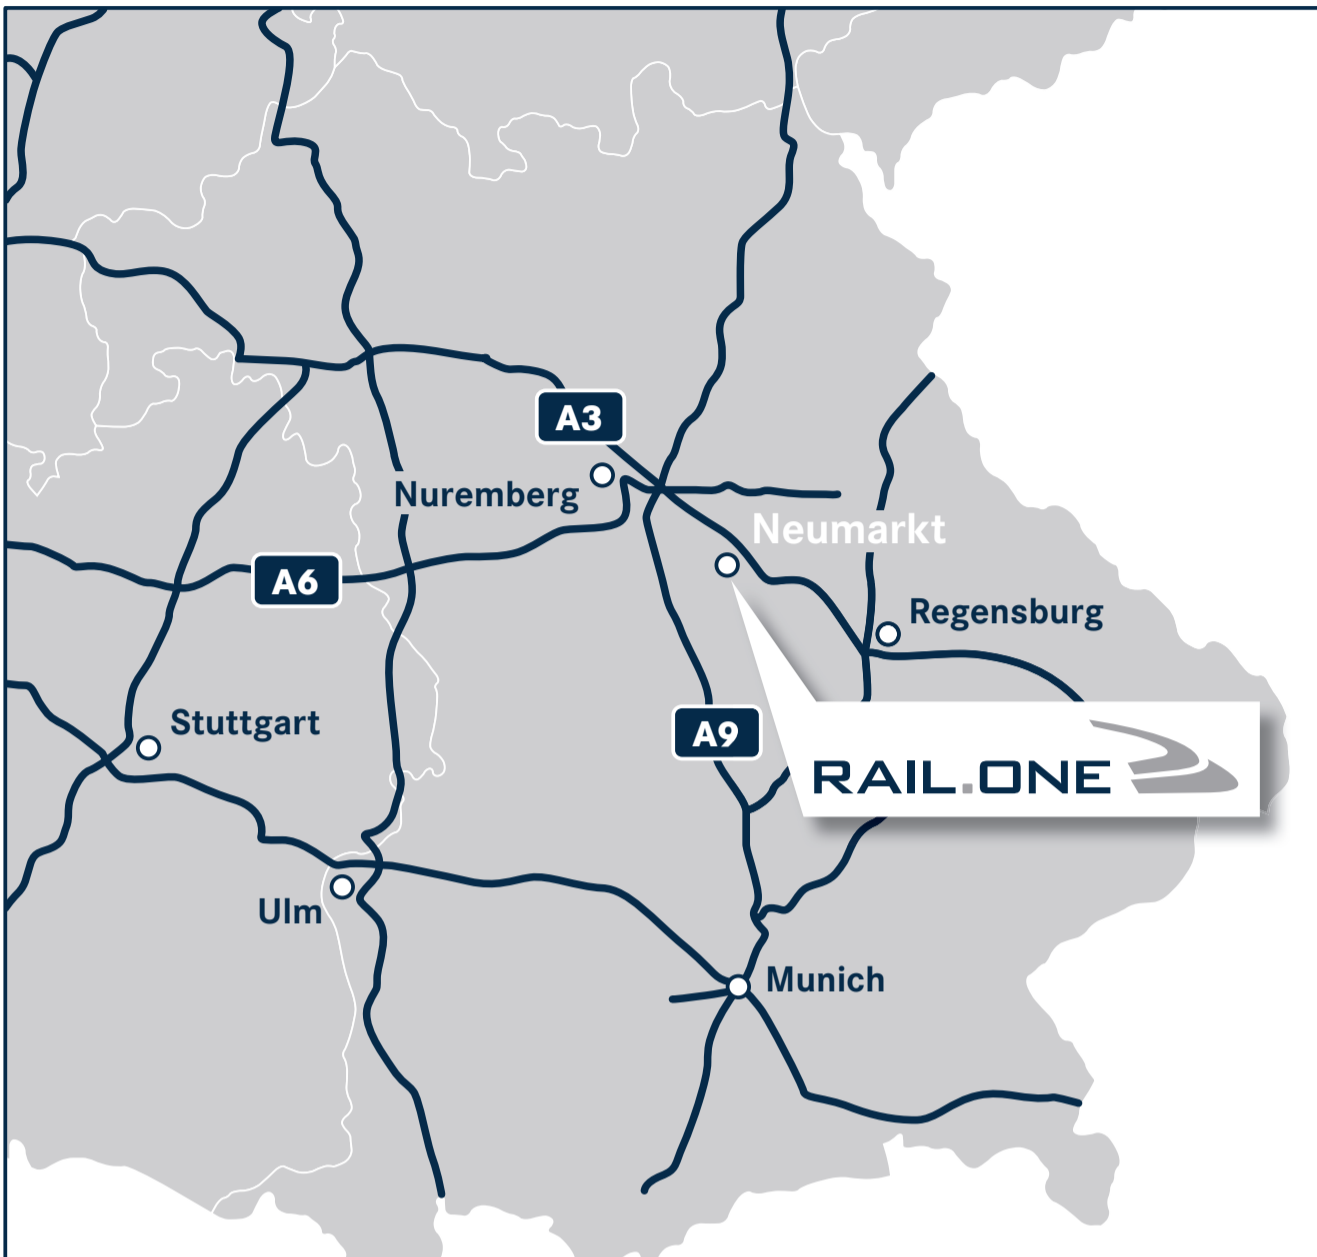 A3
Nuremberg
Neumarkt
A6
Regensburg
Stuttgart
A9
RAIL.ONE
Ulm
Munich